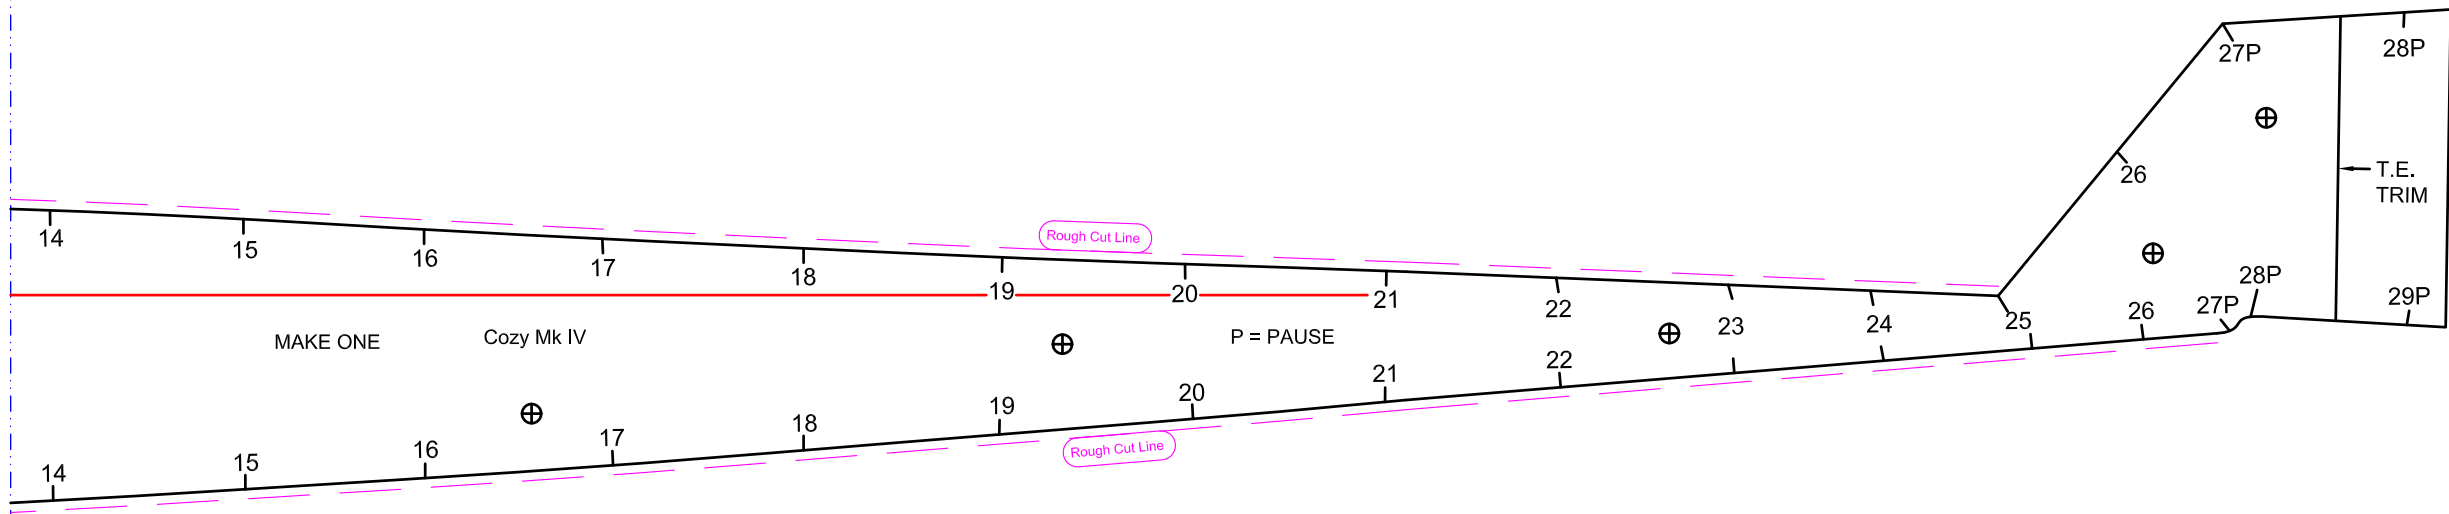 27P
28P
T.E.
TRIM
26
14
15
16
17
18
Rough Cut Line
19
20
21
22
23
24
25
26
27P
28P
29P
MAKE ONE
Cozy Mk IV
P = PAUSE
14
15
16
17
18
19
20
21
22
Rough Cut Line